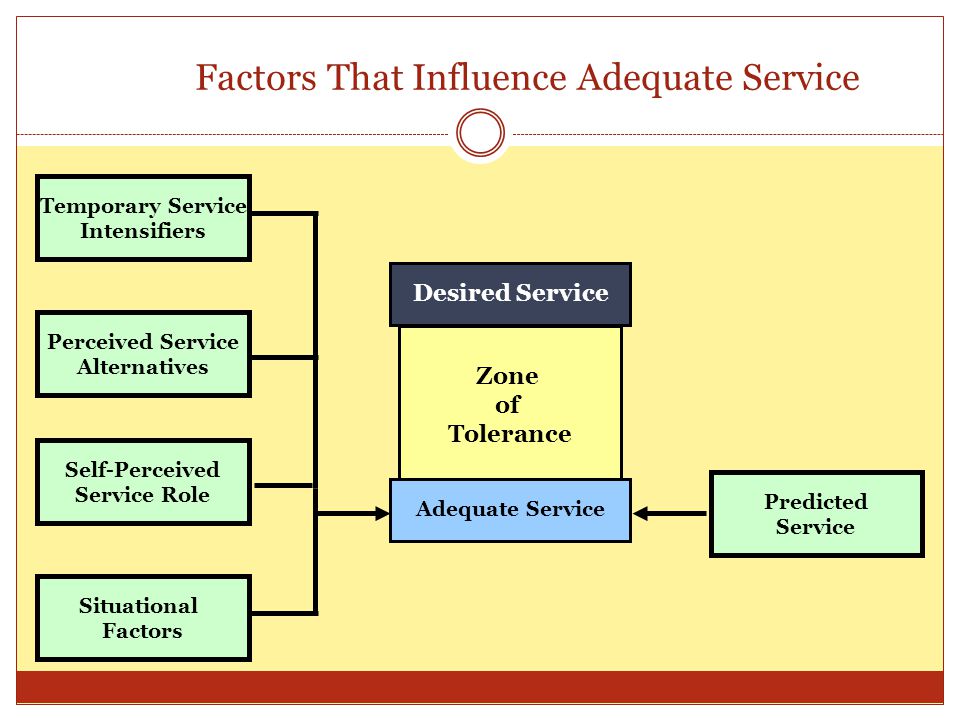 Factors That Influence Adequate Service
Temporary Service
Intensifiers
Perceived Service
Alternatives
Self-Perceived
Service Role
Situational
Factors
Desired Service
Zone
of
Tolerance
Adequate Service
Predicted
Service